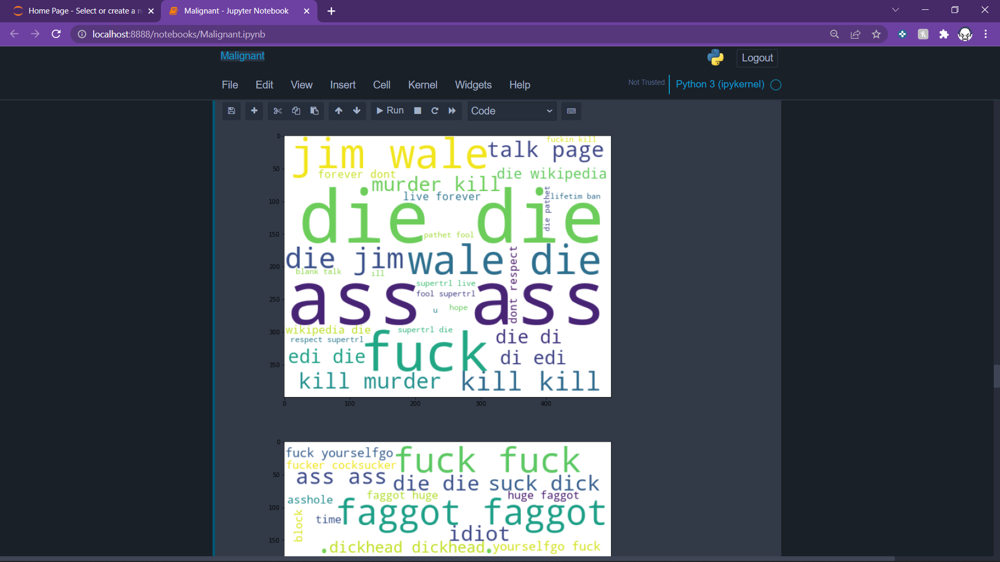 Home Page - Select or create a n
Malignant - Jupyter Notebook
localhost:8888/notebooks/Malignant.ipynb
Malignant
Logout
File Edit View Insert Cell Kernel Widgets Help
Not Trusted
Python 3 (ipykernel)
Run
Code
0
50
100
150
200
250
300
350
0 100 200 300 400
fuckin kill
jim wale
talk page
forever dont
die wikipedia
murder kill
live forever
lifetim ban
die pathet
die die
pathet fool
die jim
wale die
dont respect
blank talk
ill
supertrl live
ass ass
fool supertrl
u
hope
wikipedia die
supertrl die
respect supertrl
fuck
die di
edi die
di edi
kill murder
kill kill
0
50
100
150
fuck yourselfgo
fuck fuck
fucker cocksucker
ass ass
die die
suck dick
faggot huge
huge faggot
asshole
faggot faggot
block
time
idiot
dickhead dickhead
yourselfgo fuck